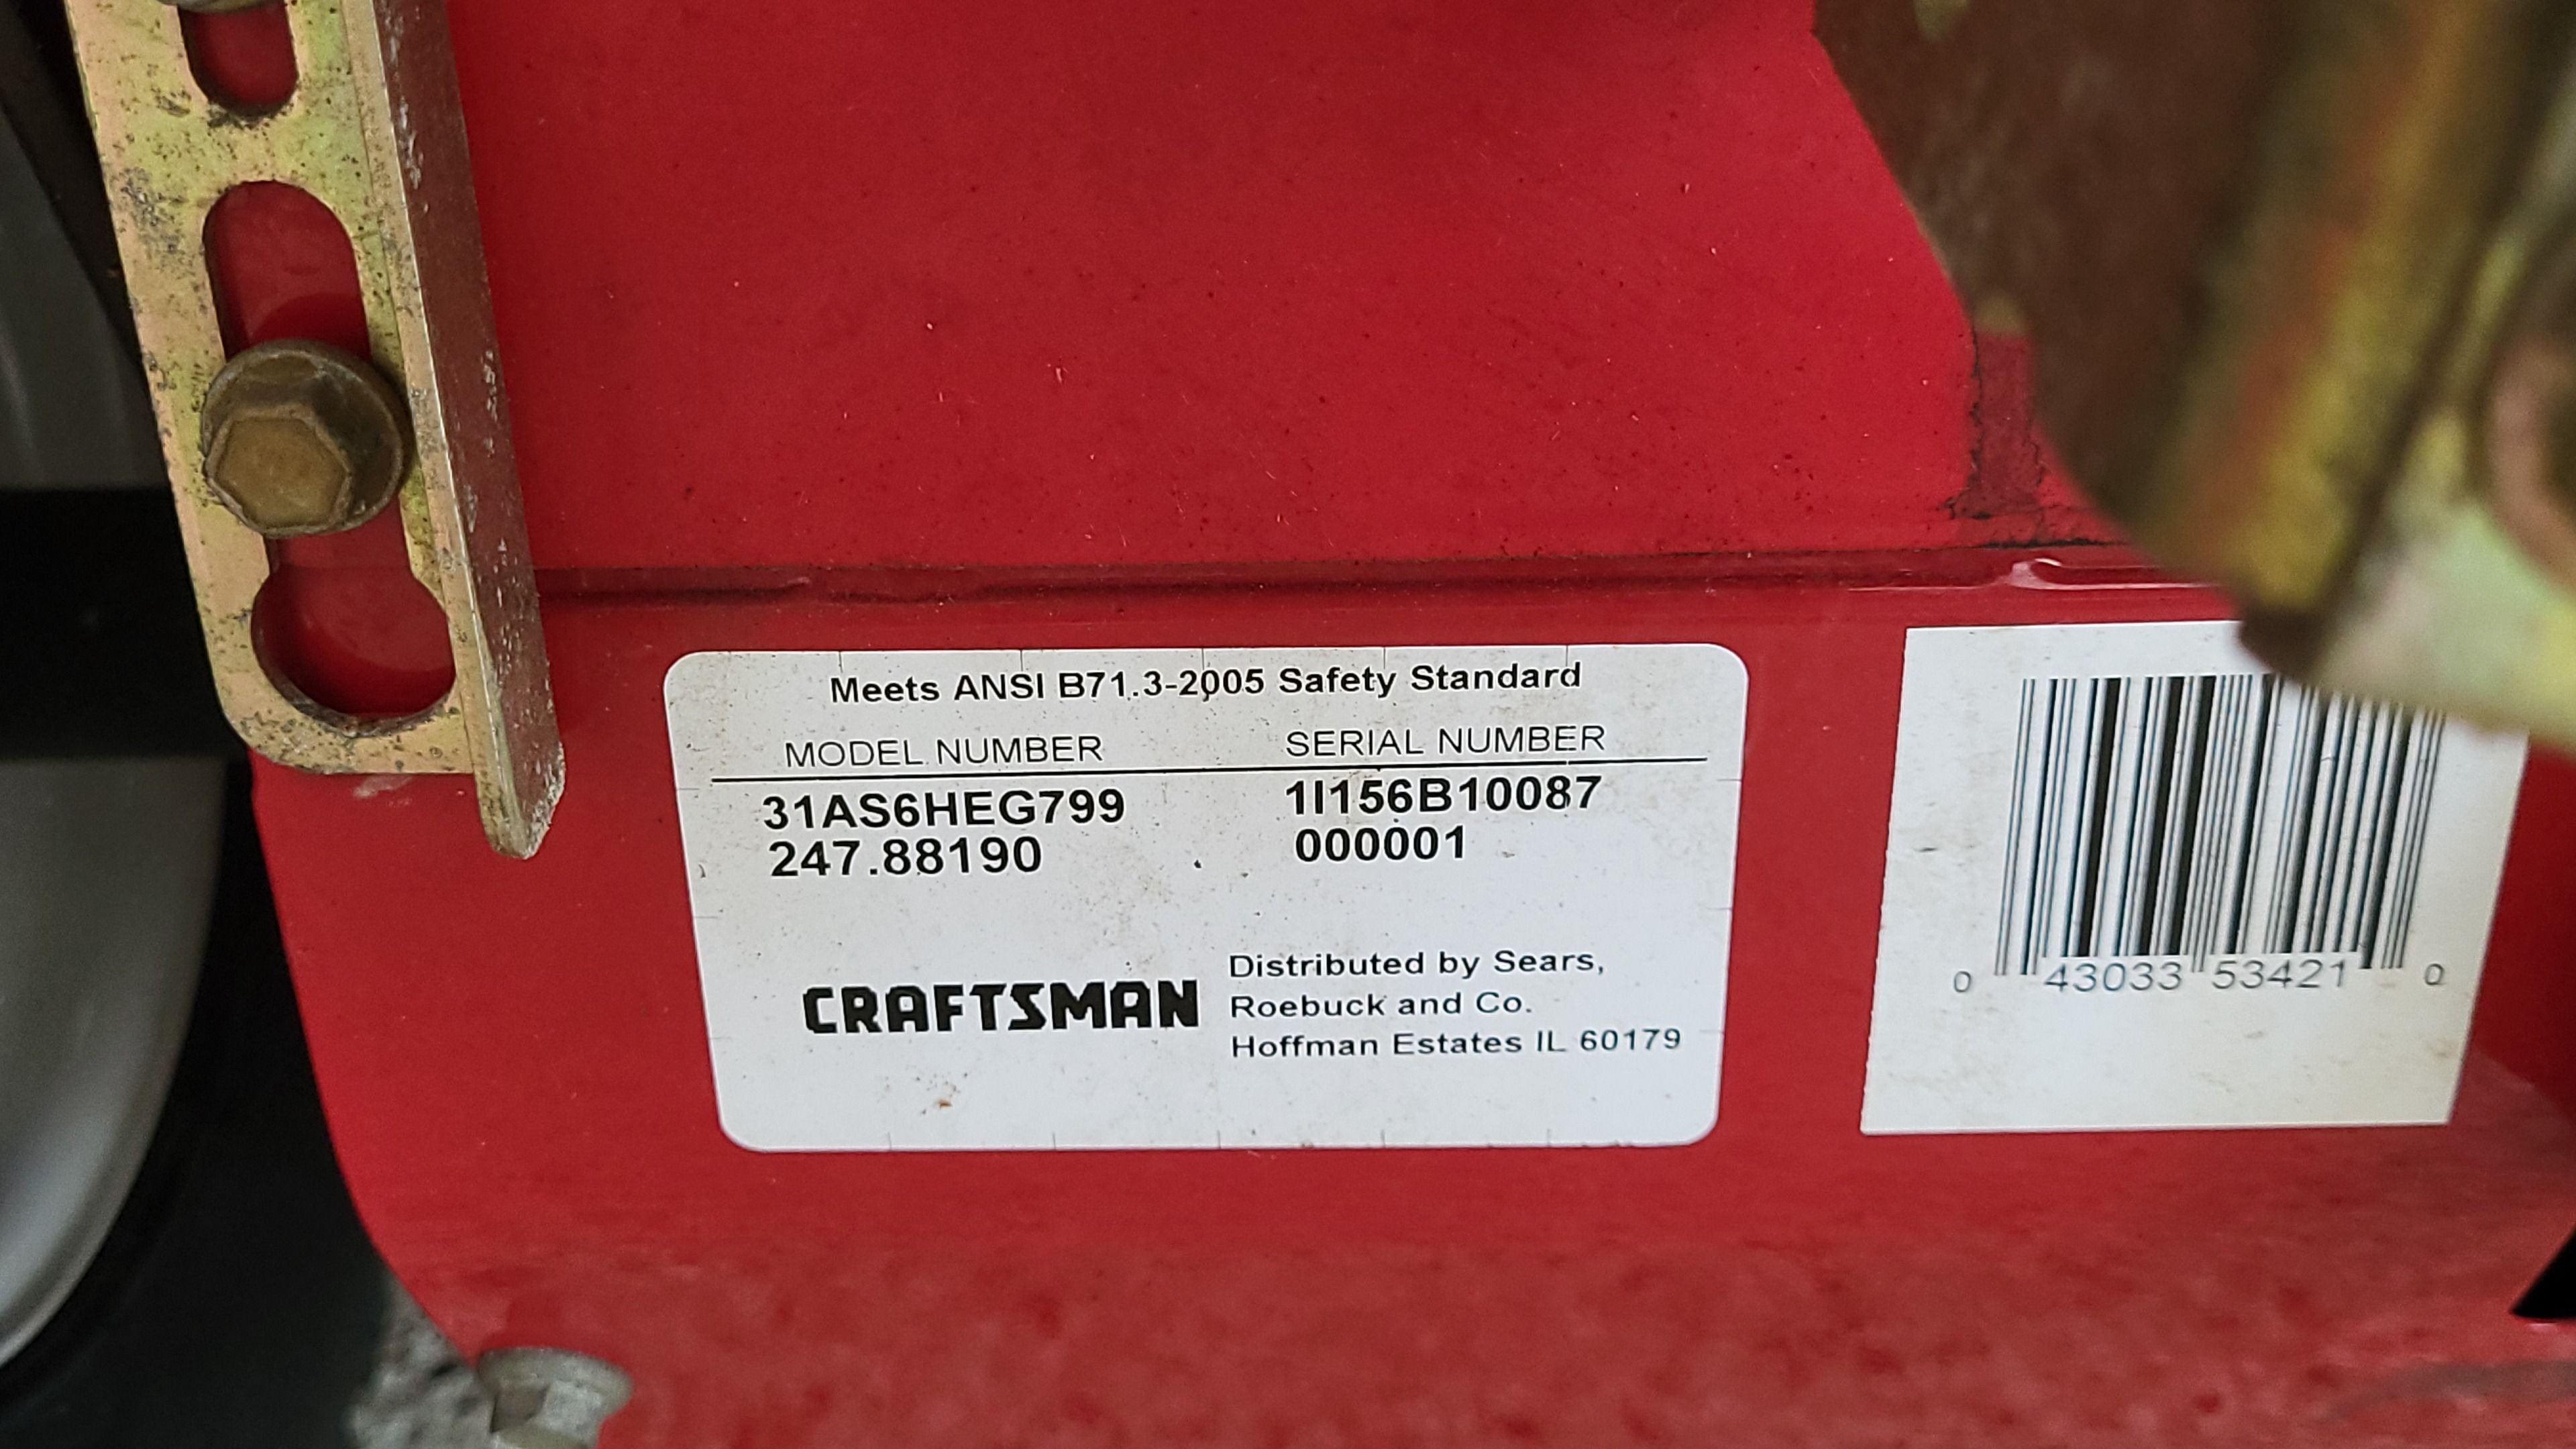 Meets ANSI B71.3-2005 Safety Standard
MODEL NUMBER SERIAL NUMBER
31AS6HEG799 1I156B10087
247.88190 000001
CRAFTSMAN
Distributed by Sears,
Roebuck and Co.
Hoffman Estates IL 60179
0 43033 53421 0